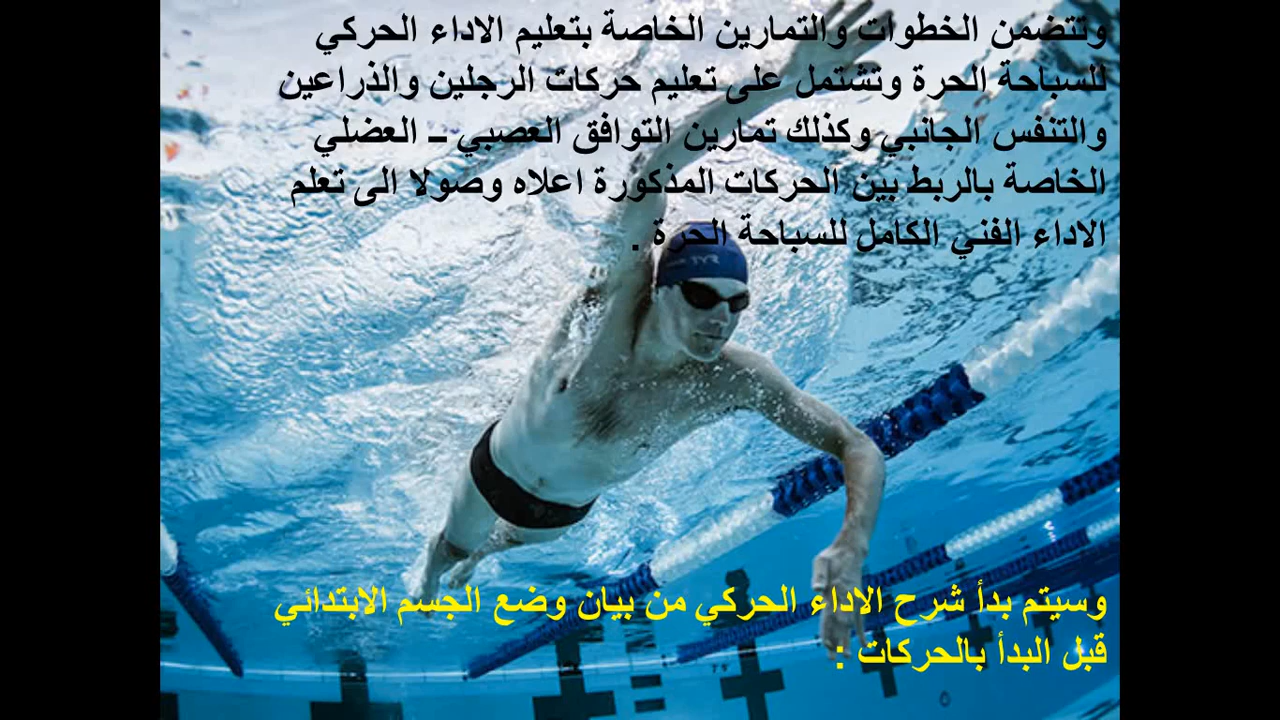 وتتضمن الخطوات والتمارين الخاصة بتعليم الاداء الحركي
للسباحة الحرة وتشتمل على تعليم حركات الرجلين والذراعين
والتنفس الجانبي وكذلك تمارين التوافق العصبي – العضلي
الخاصة بالربط بين الحركات المذكورة اعلاه وصولا الى تعلم
الاداء الفني الكامل للسباحة الحرة .
TYR
وسيتم بدأ شرح الاداء الحركي من بيان وضع الجسم الابتدائي
قبل البدأ بالحركات :